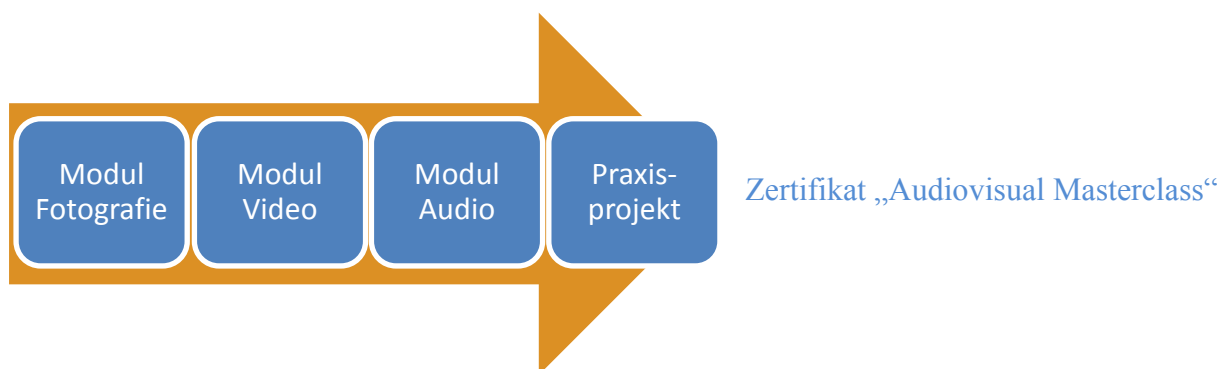 Modul
Fotografie
Modul
Video
Modul
Audio
Praxis-
projekt
Zertifikat „Audiovisual Masterclass“